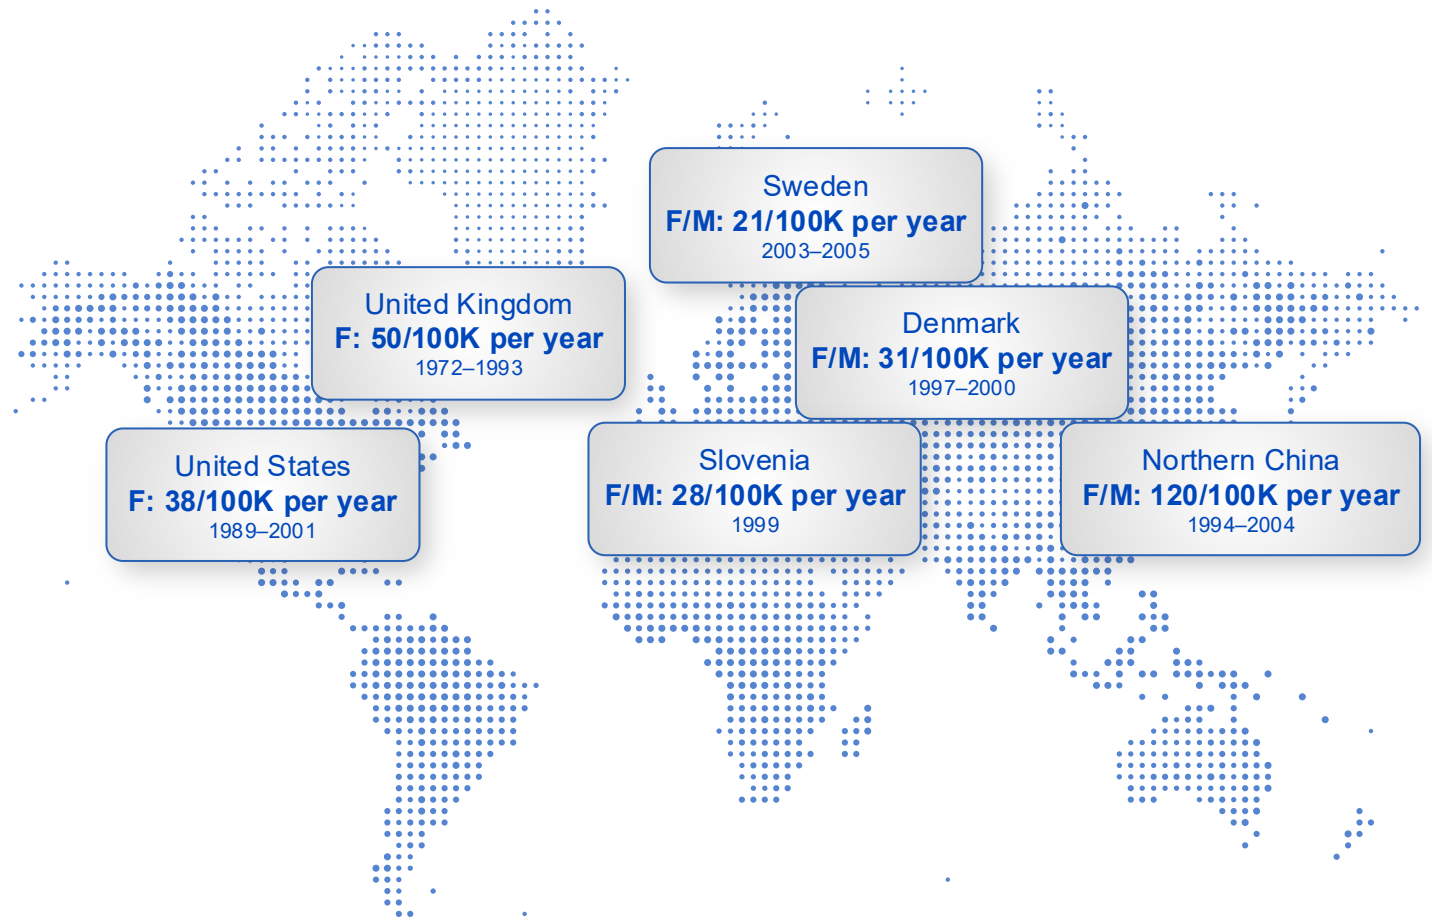 Sweden
F/M: 21/100K per year
2003–2005
United Kingdom
F: 50/100K per year
1972–1993
Denmark
F/M: 31/100K per year
1997–2000
United States
F: 38/100K per year
1989–2001
Slovenia
F/M: 28/100K per year
1999
Northern China
F/M: 120/100K per year
1994–2004